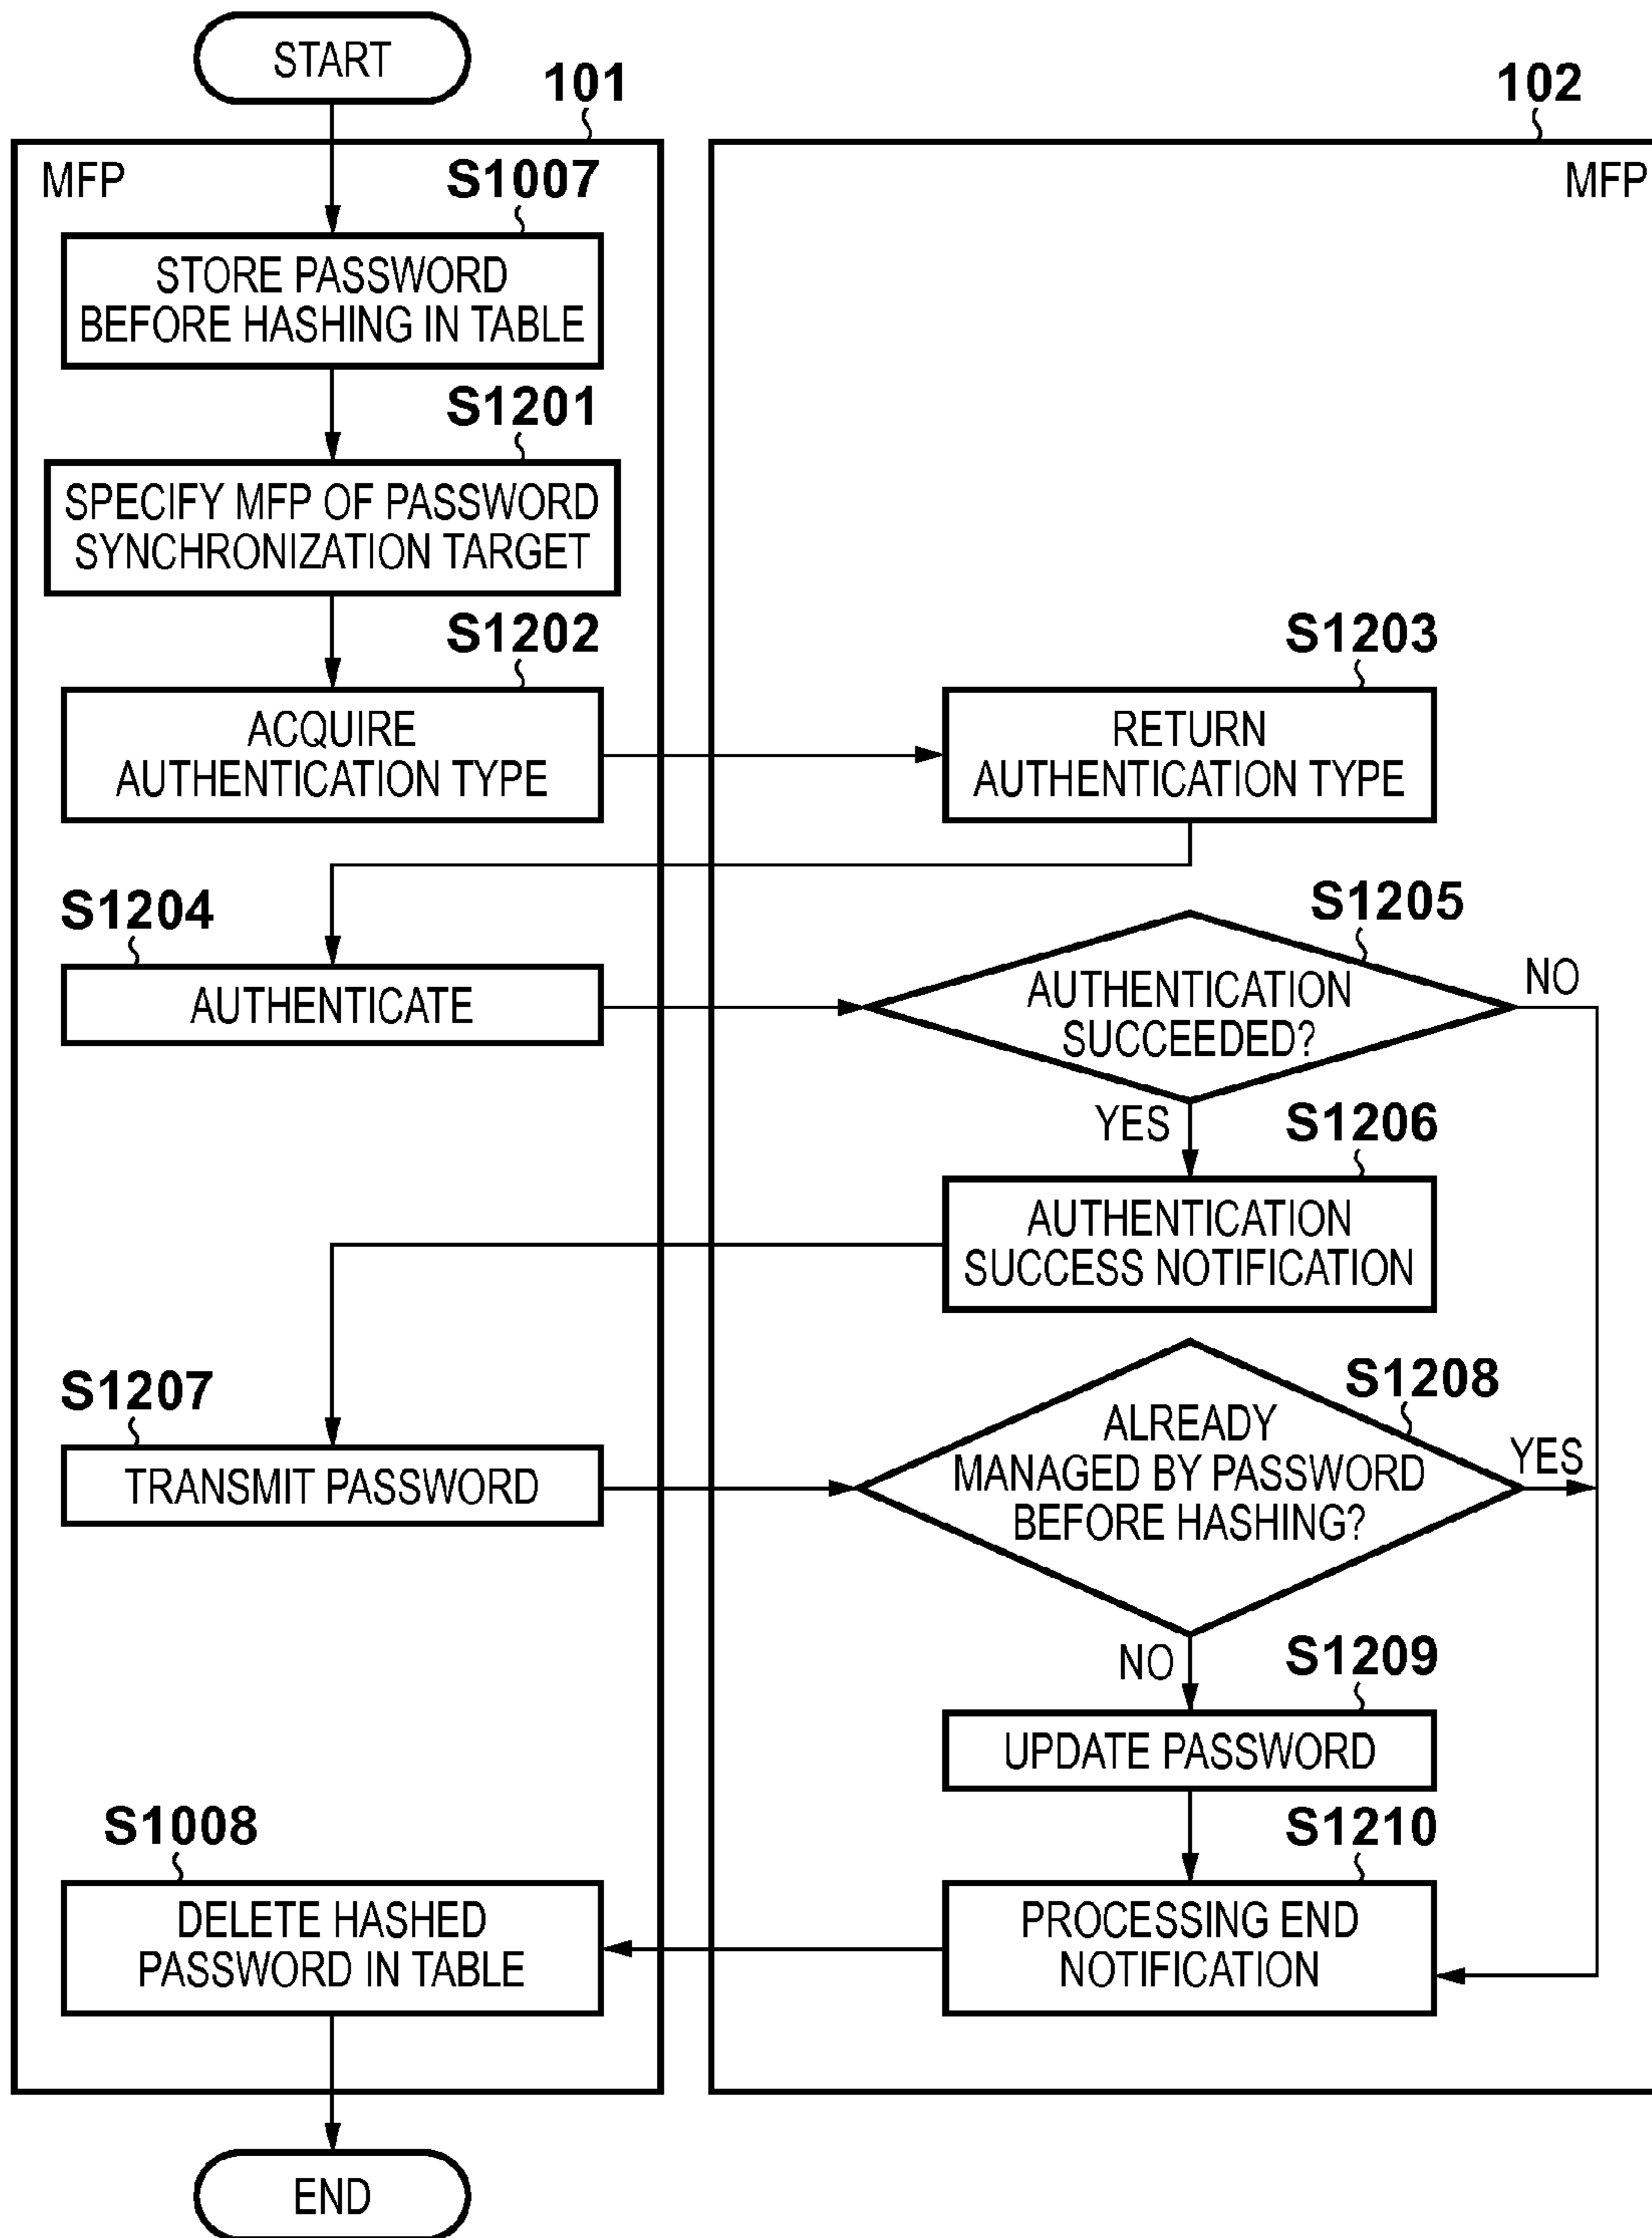 START
101
102
MFP
MFP
S1007
STORE PASSWORD
BEFORE HASHING IN TABLE
S1201
SPECIFY MFP OF PASSWORD
SYNCHRONIZATION TARGET
S1202
S1203
ACQUIRE
AUTHENTICATION TYPE
RETURN
AUTHENTICATION TYPE
S1204
S1205
AUTHENTICATE
AUTHENTICATION
SUCCEEDED?
NO
YES
S1206
AUTHENTICATION
SUCCESS NOTIFICATION
S1207
S1208
TRANSMIT PASSWORD
ALREADY
MANAGED BY PASSWORD
BEFORE HASHING?
YES
NO
S1209
UPDATE PASSWORD
S1008
S1210
DELETE HASHED
PASSWORD IN TABLE
PROCESSING END
NOTIFICATION
END